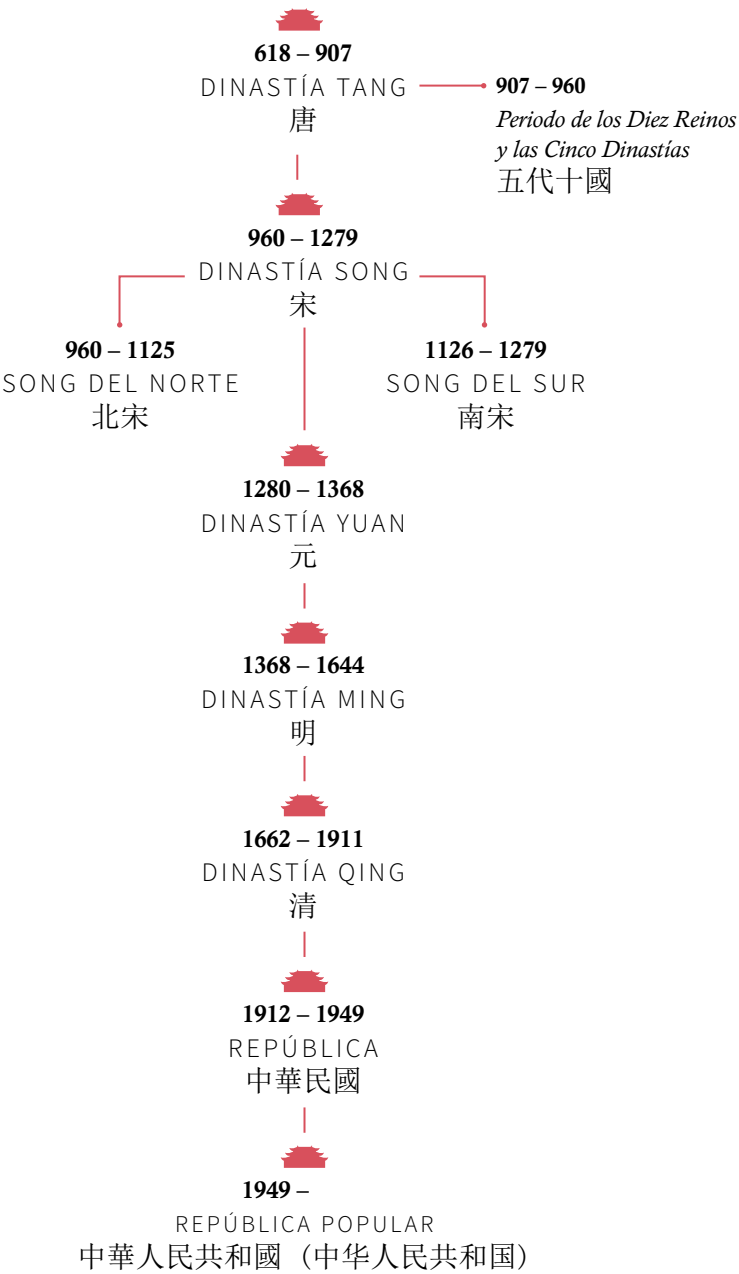 618 – 907
DINASTÍA TANG
唐
907 – 960
Periodo de los Diez Reinos
y las Cinco Dinastías
五代十國
960 – 1279
DINASTÍA SONG
宋
960 – 1125
SONG DEL NORTE
北宋
1126 – 1279
SONG DEL SUR
南宋
1280 – 1368
DINASTÍA YUAN
元
1368 – 1644
DINASTÍA MING
明
1662 – 1911
DINASTÍA QING
清
1912 – 1949
REPÚBLICA
中華民國
1949 –
REPÚBLICA POPULAR
中華人民共和國（中华人民共和国）